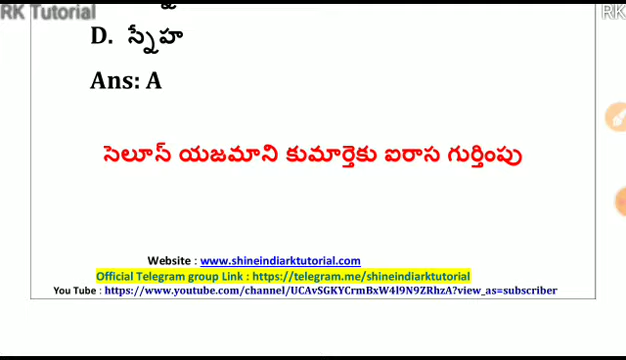 RK Tutorial
RK
D. స్నేహ
Ans: A
సెలూన్ యజమాని కుమార్తెకు ఐరాస గుర్తింపు
Website : www.shineindiarktutorial.com
Official Telegram group Link : https://telegram.me/shineindiarktutorial
You Tube : https://www.youtube.com/channel/UCAvSGKYCrmBxW4l9N9ZRhzA?view_as=subscriber